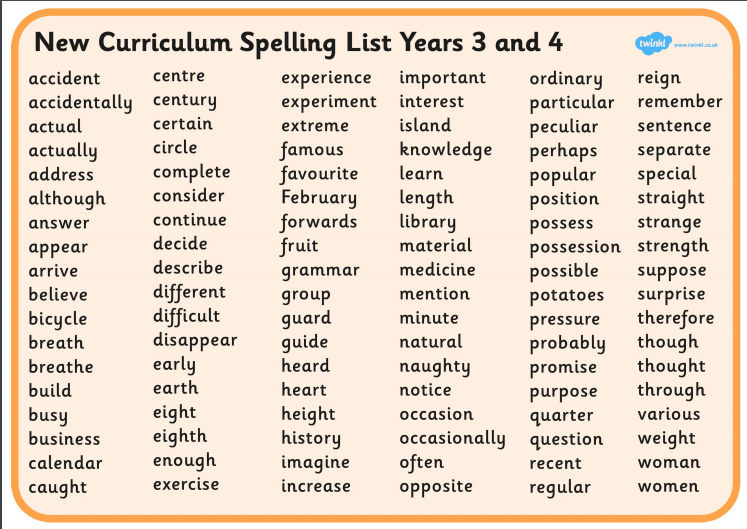 New Curriculum Spelling List Years 3 and 4
twinkl
www.twinkl.co.uk
accident
accidentally
actual
actually
address
although
answer
appear
arrive
believe
bicycle
breath
breathe
build
busy
business
calendar
caught
centre
century
certain
circle
complete
consider
continue
decide
describe
different
difficult
disappear
early
earth
eight
eighth
enough
exercise
experience
experiment
extreme
famous
favourite
February
forwards
fruit
grammar
group
guard
guide
heard
heart
height
history
imagine
increase
important
interest
island
knowledge
learn
length
library
material
medicine
mention
minute
natural
naughty
notice
occasion
occasionally
often
opposite
ordinary
particular
peculiar
perhaps
popular
position
possess
possession
possible
potatoes
pressure
probably
promise
purpose
quarter
question
recent
regular
reign
remember
sentence
separate
special
straight
strange
strength
suppose
surprise
therefore
though
thought
through
various
weight
woman
women